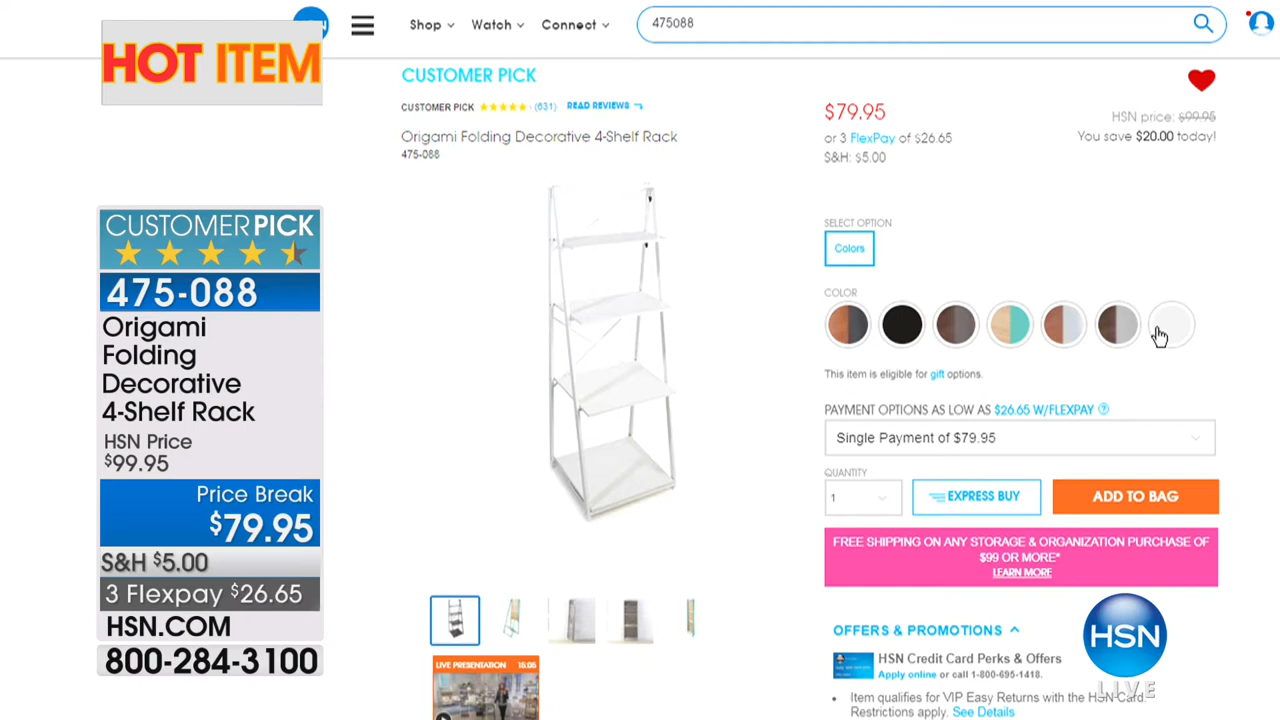 HOT ITEM
Shop
Watch
Connect
475088
CUSTOMER PICK
CUSTOMER PICK
(631)
READ REVIEWS
Origami Folding Decorative 4-Shelf Rack
475-088
$79.95
or 3 FlexPay of $26.65
S&H: $5.00
HSN price: $99.95
You save $20.00 today!
SELECT OPTION
Colors
COLOR
This item is eligible for gift options.
PAYMENT OPTIONS AS LOW AS $26.65 W/FLEXPAY ?
Single Payment of $79.95
QUANTITY
1
EXPRESS BUY
ADD TO BAG
FREE SHIPPING ON ANY STORAGE & ORGANIZATION PURCHASE OF
$99 OR MORE*
LEARN MORE
OFFERS & PROMOTIONS
HSN Credit Card Perks & Offers
Apply online or call 1-800-695-1418.
Item qualifies for VIP Easy Returns with the HSN Card.
Restrictions apply. See Details
LIVE PRESENTATION 15:05
CUSTOMER PICK
475-088
Origami
Folding
Decorative
4-Shelf Rack
HSN Price
$99.95
Price Break
$79.95
S&H $5.00
3 Flexpay $26.65
HSN.COM
800-284-3100
HSN
LIVE